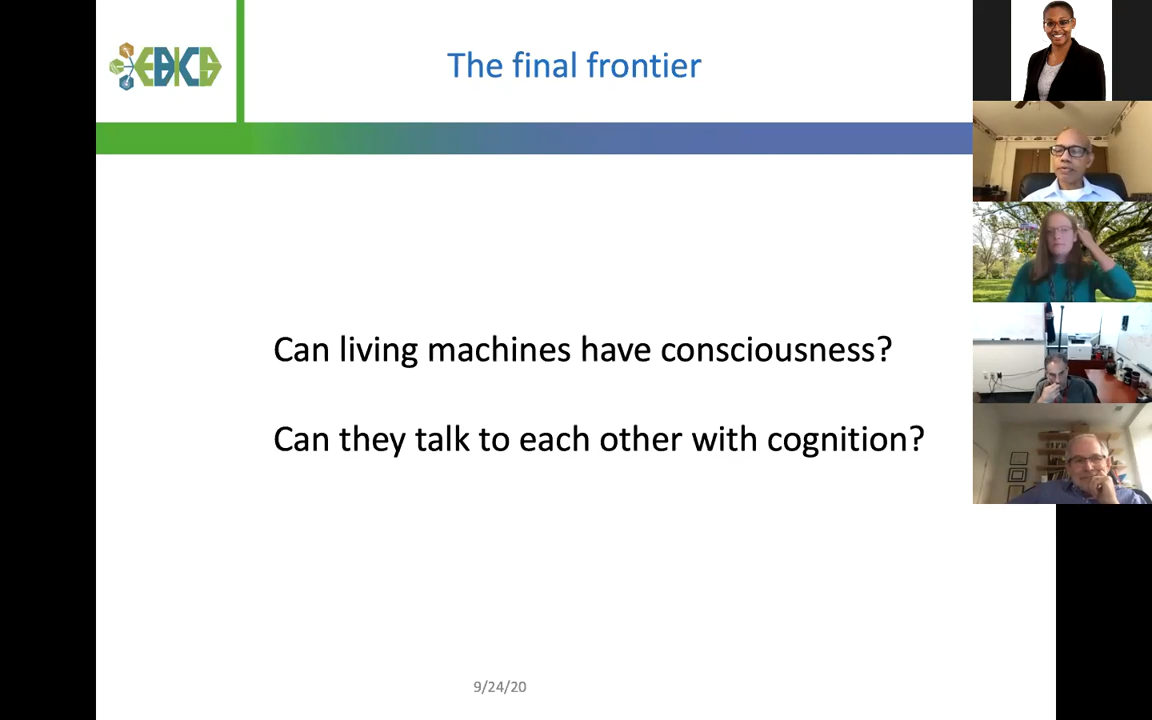 EBICS
The final frontier
Can living machines have consciousness?
Can they talk to each other with cognition?
9/24/20